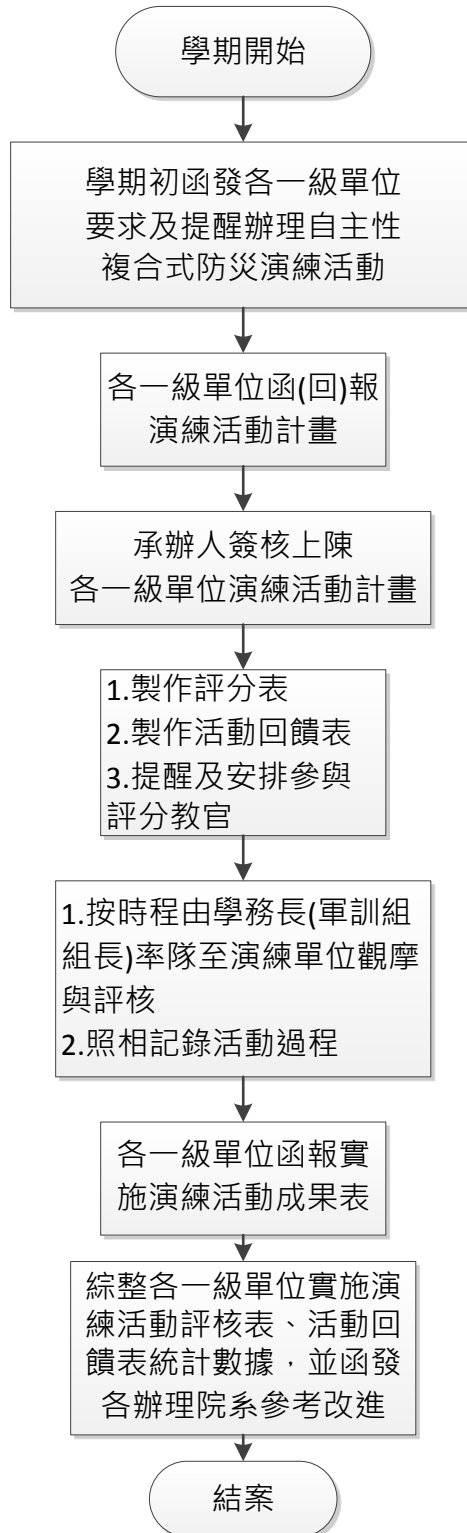 學期開始
學期初函發各一級單位
要求及提醒辦理自主性
複合式防災演練活動
各一級單位函(回)報
演練活動計畫
承辦人簽核上陳
各一級單位演練活動計畫
1.製作評分表
2.製作活動回饋表
3.提醒及安排參與
評分教官
1.按時程由學務長(軍訓組
組長)率隊至演練單位觀摩
與評核
2.照相記錄活動過程
各一級單位函報實
施演練活動成果表
綜整各一級單位實施演
練活動評核表、活動回
饋表統計數據，並函發
各辦理院系參考改進
結案